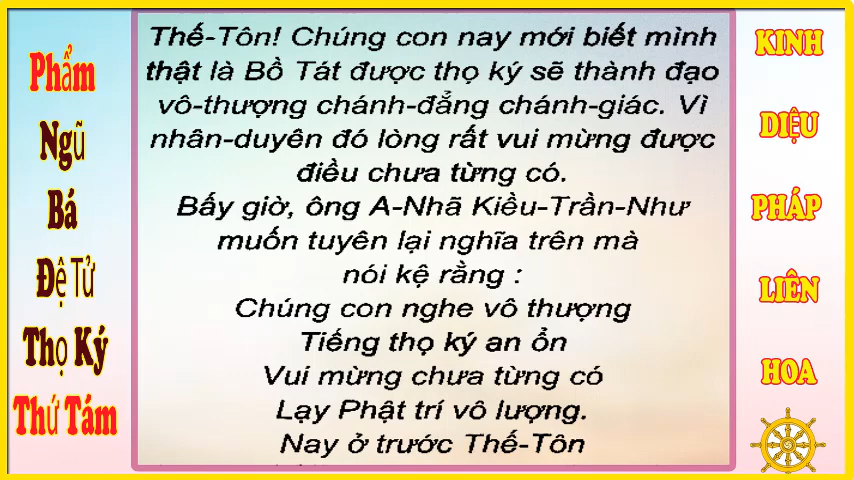 Phẩm
Ngũ
Bá
Đệ Tử
Thọ Ký
Thứ Tám
Thế-Tôn! Chúng con nay mới biết mình
thật là Bồ Tát được thọ ký sẽ thành đạo
vô-thượng chánh-đẳng chánh-giác. Vì
nhân-duyên đó lòng rất vui mừng được
điều chưa từng có.
Bấy giờ, ông A-Nhã Kiều-Trần-Như
muốn tuyên lại nghĩa trên mà
nói kệ rằng :
Chúng con nghe vô thượng
Tiếng thọ ký an ổn
Vui mừng chưa từng có
Lạy Phật trí vô lượng.
Nay ở trước Thế-Tôn
KINH
DIỆU
PHÁP
LIÊN
HOA